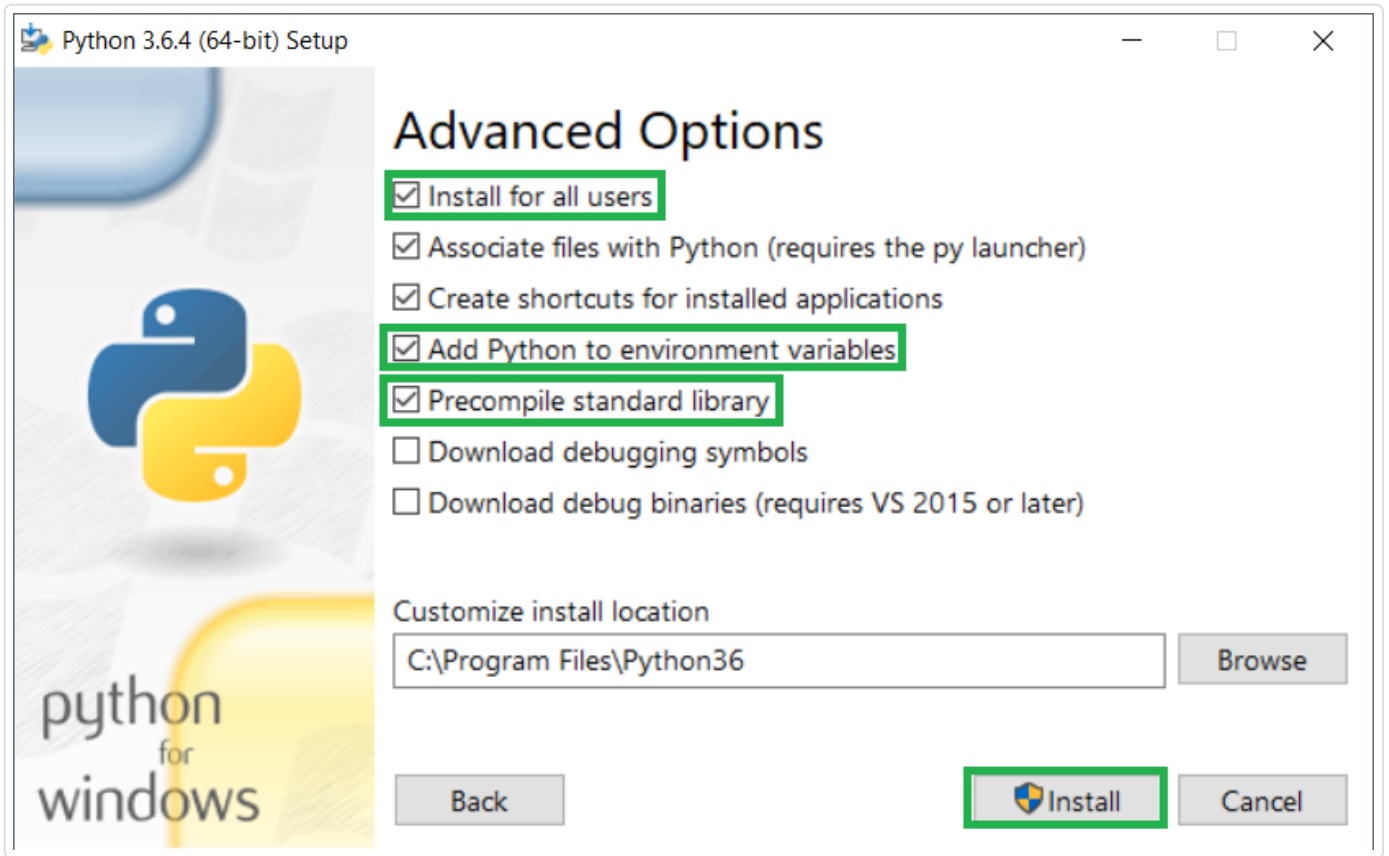 Python 3.6.4 (64-bit) Setup
Advanced Options
Install for all users
Associate files with Python (requires the py launcher)
Create shortcuts for installed applications
Add Python to environment variables
Precompile standard library
Download debugging symbols
Download debug binaries (requires VS 2015 or later)
Customize install location
C:\Program Files\Python36
Browse
python
for
windows
Back
Install
Cancel